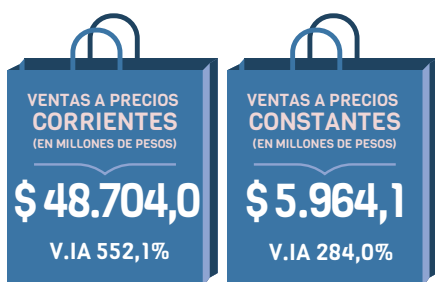 VENTAS A PRECIOS
CORRIENTES
(EN MILLONES DE PESOS)
$ 48.704,0
V.IA 552,1%
VENTAS A PRECIOS
CONSTANTES
(EN MILLONES DE PESOS)
$ 5.964,1
V.IA 284,0%